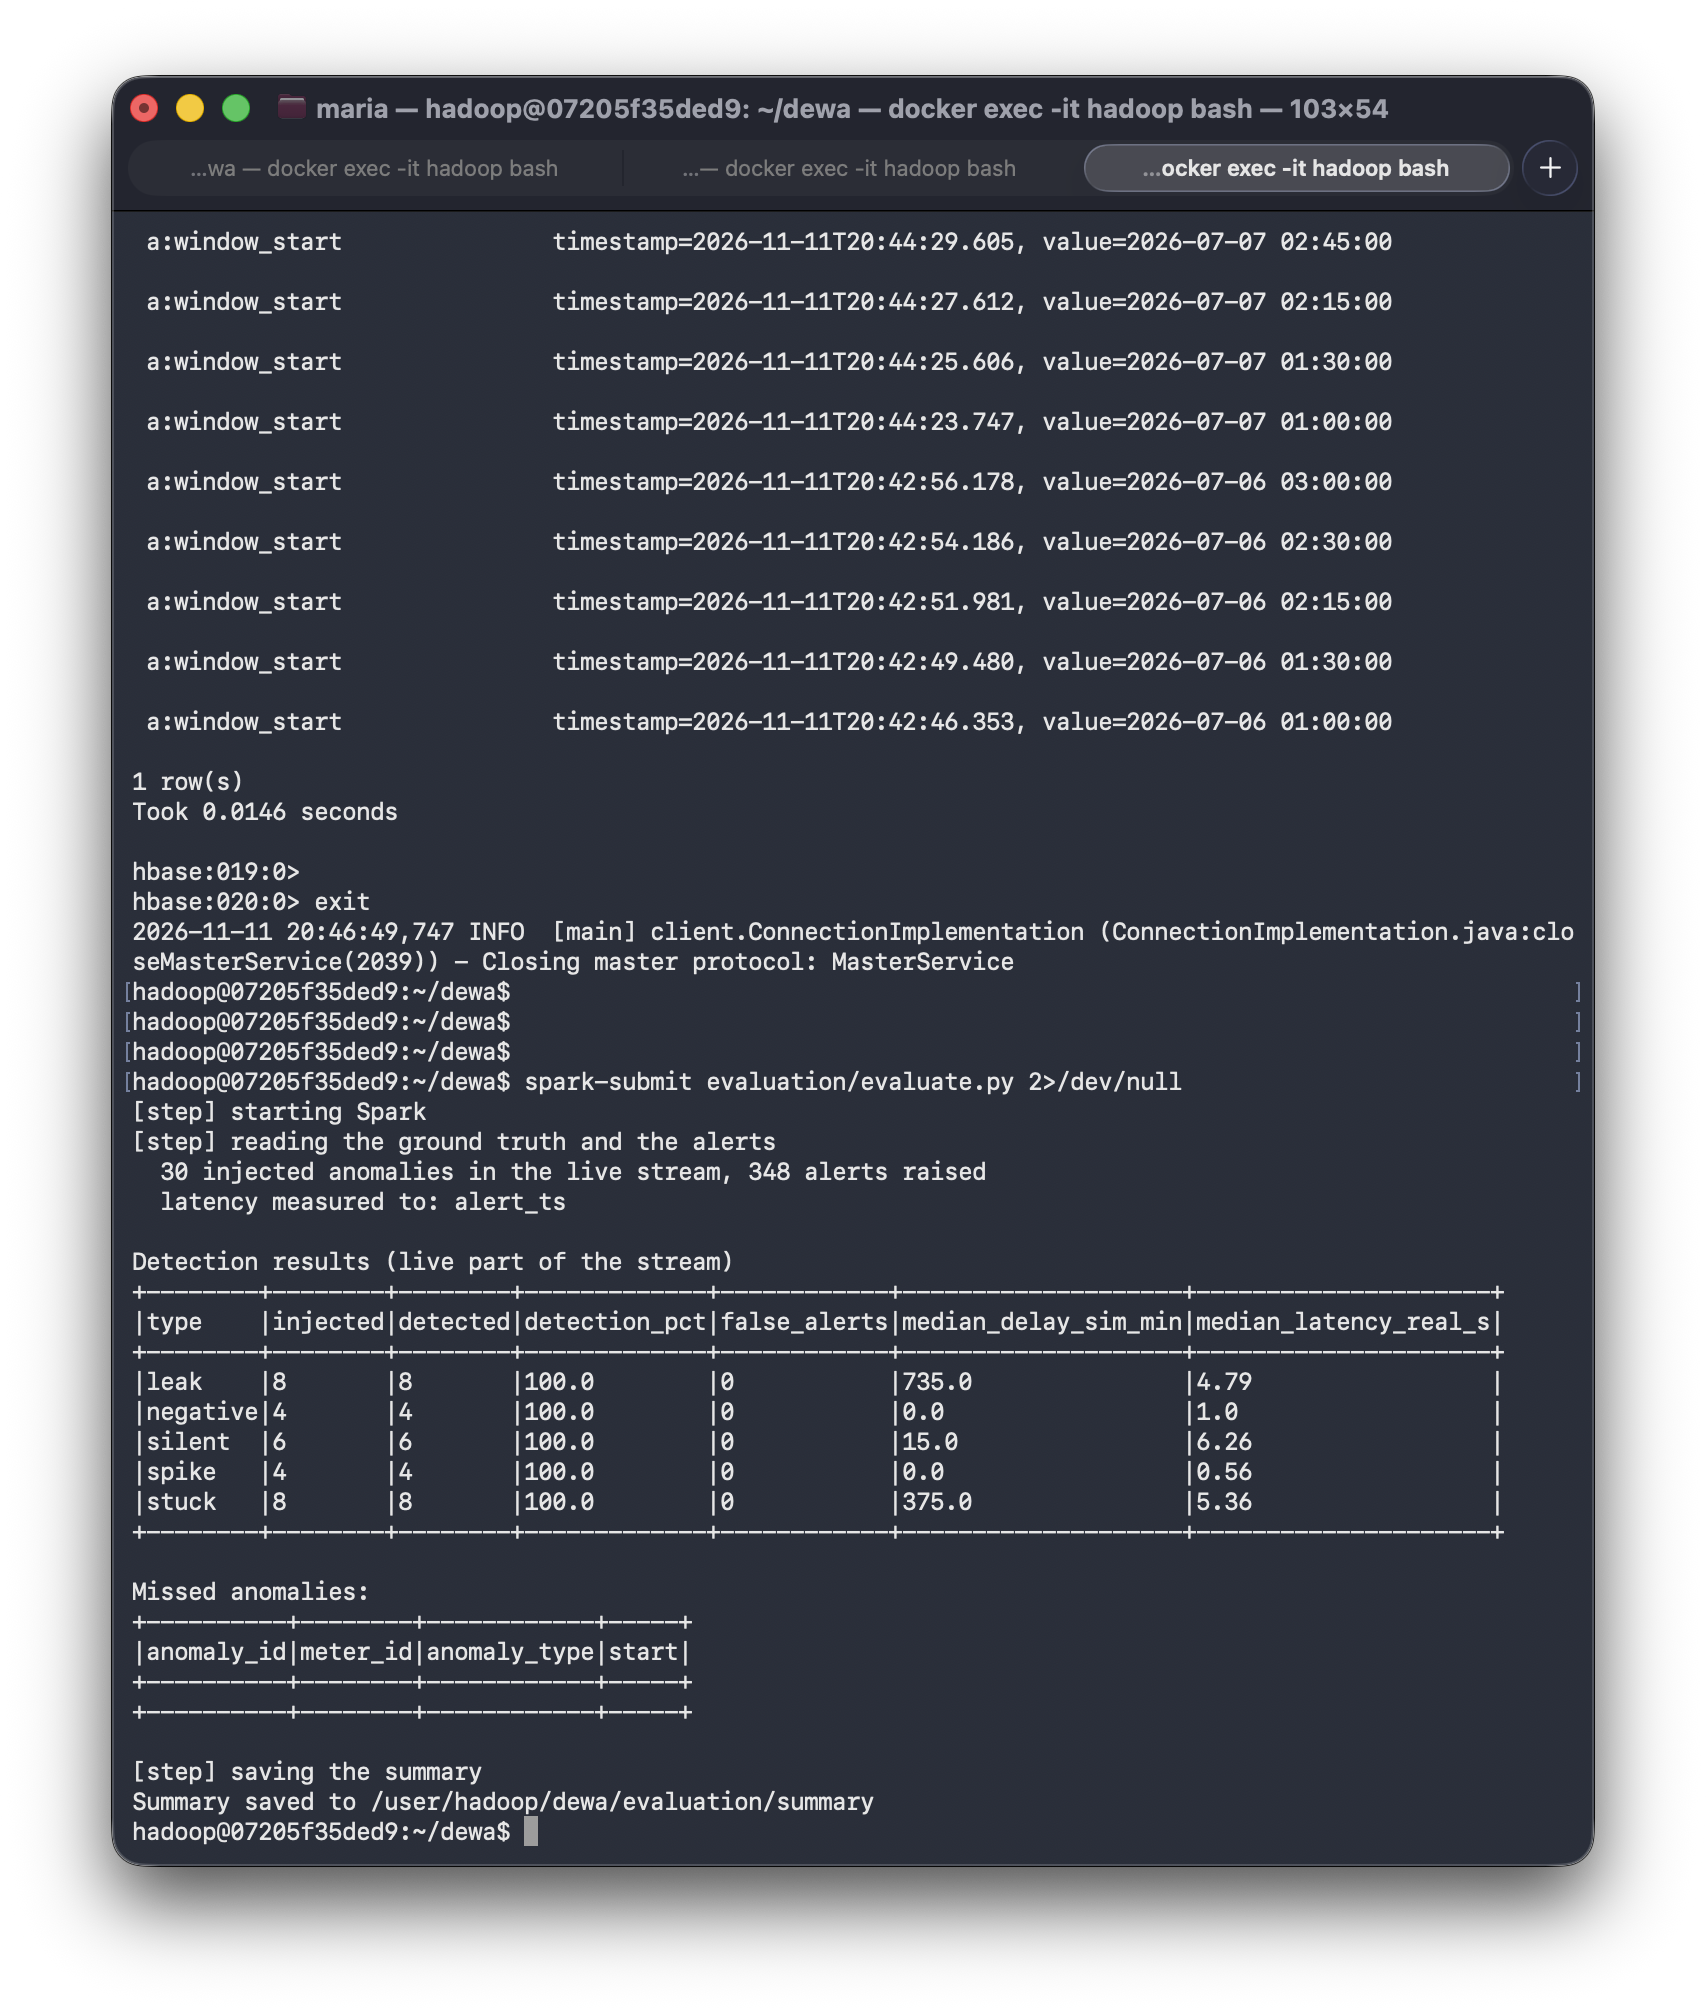 maria — hadoop@07205f35ded9: ~/dewa — docker exec -it hadoop bash — 103×54
...wa — docker exec -it hadoop bash
...— docker exec -it hadoop bash
...ocker exec -it hadoop bash
+
a:window_start timestamp=2026-11-11T20:44:29.605, value=2026-07-07 02:45:00
a:window_start timestamp=2026-11-11T20:44:27.612, value=2026-07-07 02:15:00
a:window_start timestamp=2026-11-11T20:44:25.606, value=2026-07-07 01:30:00
a:window_start timestamp=2026-11-11T20:44:23.747, value=2026-07-07 01:00:00
a:window_start timestamp=2026-11-11T20:42:56.178, value=2026-07-06 03:00:00
a:window_start timestamp=2026-11-11T20:42:54.186, value=2026-07-06 02:30:00
a:window_start timestamp=2026-11-11T20:42:51.981, value=2026-07-06 02:15:00
a:window_start timestamp=2026-11-11T20:42:49.480, value=2026-07-06 01:30:00
a:window_start timestamp=2026-11-11T20:42:46.353, value=2026-07-06 01:00:00
1 row(s)
Took 0.0146 seconds
hbase:019:0>
hbase:020:0> exit
2026-11-11 20:46:49,747 INFO  [main] client.ConnectionImplementation (ConnectionImplementation.java:clo
seMasterService(2039)) - Closing master protocol: MasterService
[hadoop@07205f35ded9:~/dewa$ ]
[hadoop@07205f35ded9:~/dewa$ ]
[hadoop@07205f35ded9:~/dewa$ ]
[hadoop@07205f35ded9:~/dewa$ spark-submit evaluation/evaluate.py 2>/dev/null ]
[step] starting Spark
[step] reading the ground truth and the alerts
  30 injected anomalies in the live stream, 348 alerts raised
  latency measured to: alert_ts
Detection results (live part of the stream)
+--------+--------+--------+-------------+------------+--------------------+---------------------+
|type    |injected|detected|detection_pct|false_alerts|median_delay_sim_min|median_latency_real_s|
+--------+--------+--------+-------------+------------+--------------------+---------------------+
|leak    |8       |8       |100.0        |0           |735.0               |4.79                 |
|negative|4       |4       |100.0        |0           |0.0                 |1.0                  |
|silent  |6       |6       |100.0        |0           |15.0                |6.26                 |
|spike   |4       |4       |100.0        |0           |0.0                 |0.56                 |
|stuck   |8       |8       |100.0        |0           |375.0               |5.36                 |
+--------+--------+--------+-------------+------------+--------------------+---------------------+
Missed anomalies:
+----------+--------+------------+-----+
|anomaly_id|meter_id|anomaly_type|start|
+----------+--------+------------+-----+
+----------+--------+------------+-----+
[step] saving the summary
Summary saved to /user/hadoop/dewa/evaluation/summary
hadoop@07205f35ded9:~/dewa$